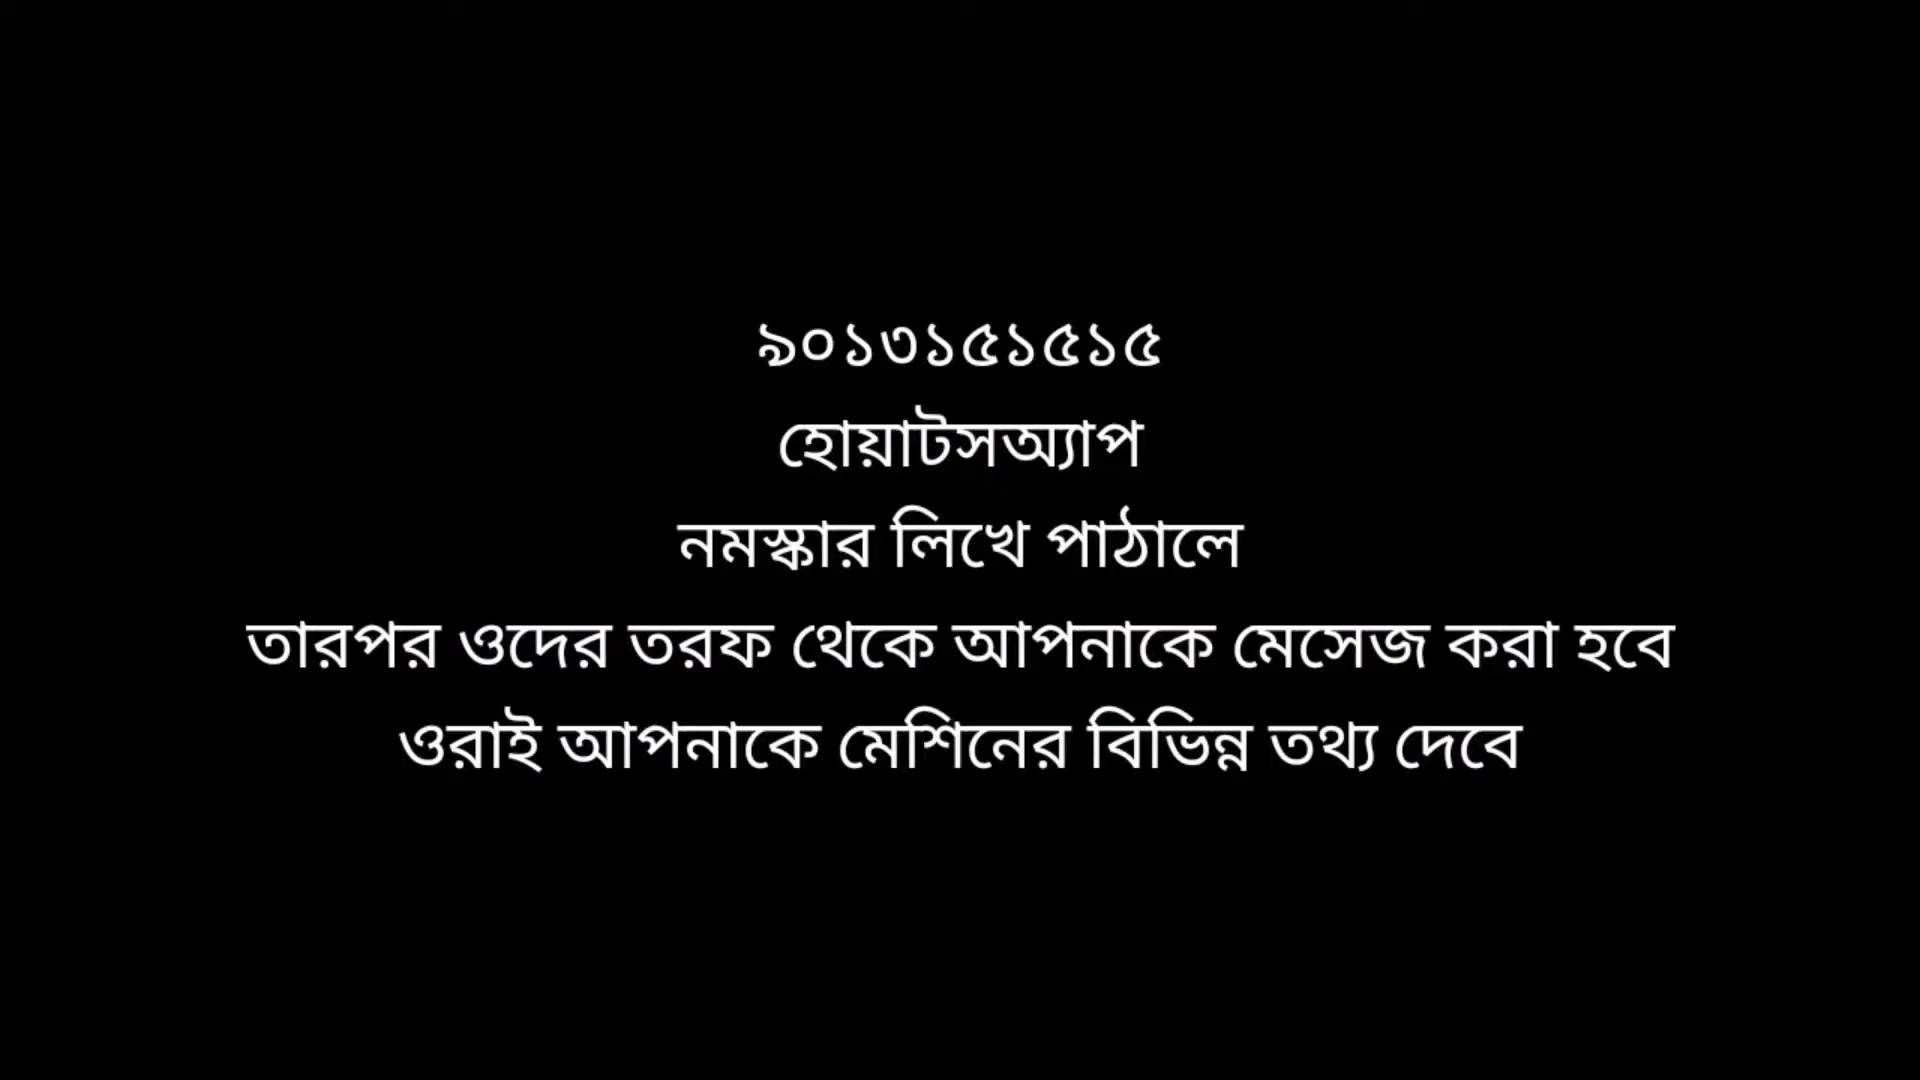 ৯০১৩১৫১৫১৫
হোয়াটসঅ্যাপ
নমস্কার লিখে পাঠালে
তারপর ওদের তরফ থেকে আপনাকে মেসেজ করা হবে
ওরাই আপনাকে মেশিনের বিভিন্ন তথ্য দেবে